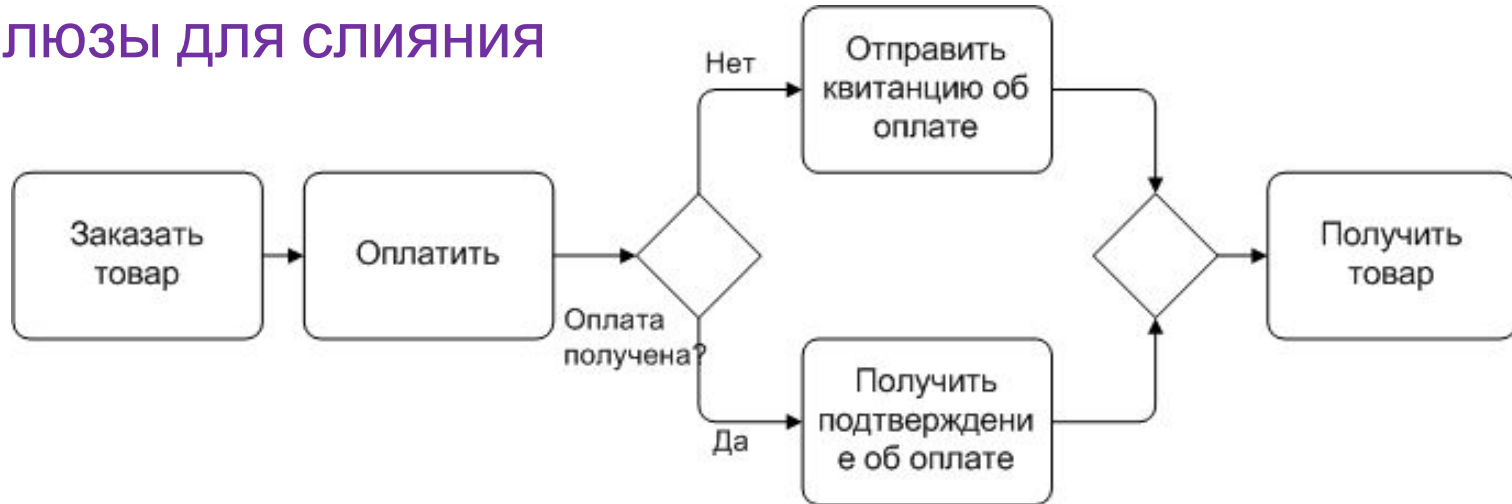 люзы для слияния
Заказать
товар
Оплатить
Оплата
получена?
Нет
Отправить
квитанцию об
оплате
Да
Получить
подтверждени
е об оплате
Получить
товар